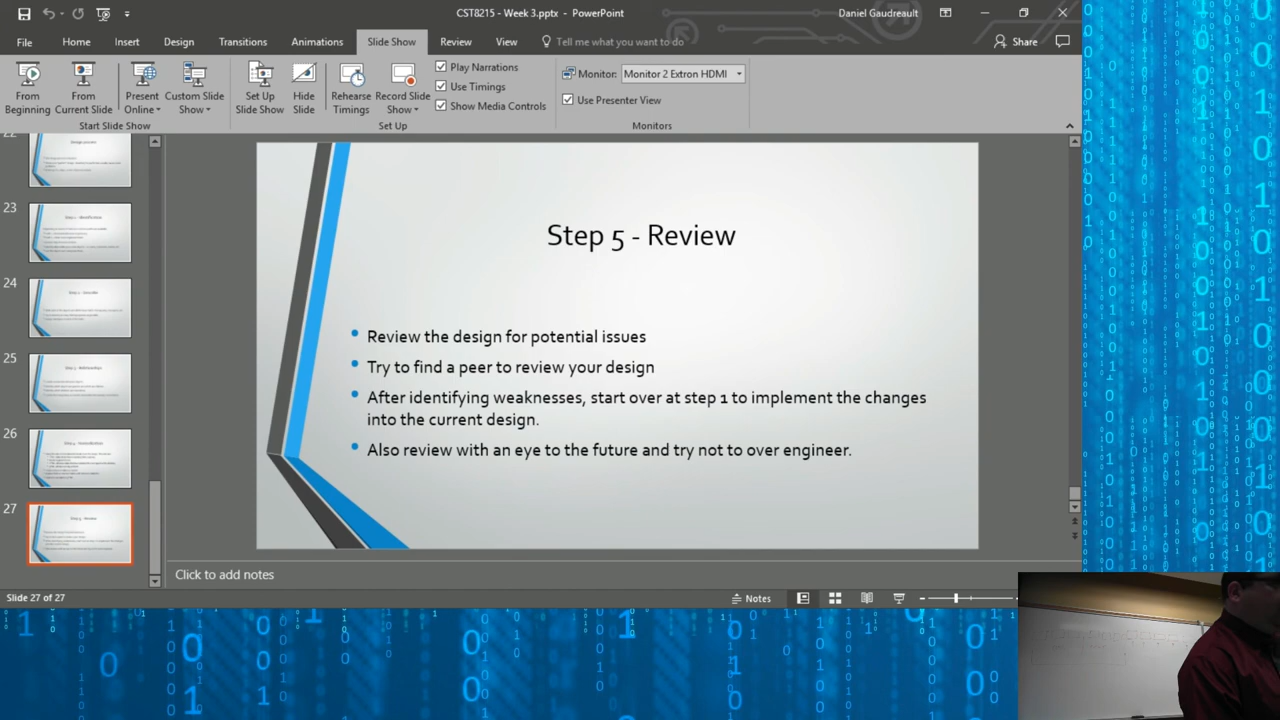 CST8215 - Week 3.pptx - PowerPoint
Daniel Gaudreault
File Home Insert Design Transitions Animations Slide Show Review View Tell me what you want to do Share
From Beginning
From Current Slide
Present Online
Custom Slide Show
Start Slide Show
Set Up Slide Show
Hide Slide
Rehearse Timings
Record Slide Show
Play Narrations
Use Timings
Show Media Controls
Set Up
Monitor: Monitor 2 Extron HDMI
Use Presenter View
Monitors
22
23
24
25
26
27
Step 5 - Review
Review the design for potential issues
Try to find a peer to review your design
After identifying weaknesses, start over at step 1 to implement the changes
into the current design.
Also review with an eye to the future and try not to over engineer.
Click to add notes
Slide 27 of 27
Notes